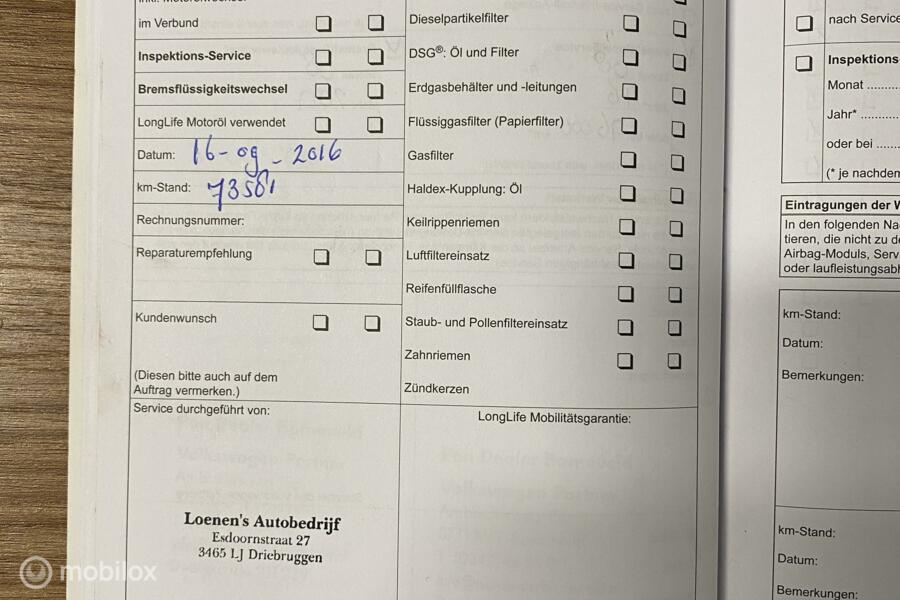 im Verbund
Inspektions-Service
Bremsflüssigkeitswechsel
LongLife Motoröl verwendet
Datum: 16-09-2016
km-Stand: 73581
Rechnungsnummer:
Reparaturempfehlung
Kundenwunsch
(Diesen bitte auch auf dem
Auftrag vermerken.)
Service durchgeführt von:
Loenen's Autobedrijf
Esdoornstraat 27
3465 LJ Driebruggen
Dieselpartikelfilter
DSG®: Öl und Filter
Erdgasbehälter und -leitungen
Flüssiggasfilter (Papierfilter)
Gasfilter
Haldex-Kupplung: Öl
Keilrippenriemen
Luftfiltereinsatz
Reifenfüllflasche
Staub- und Pollenfiltereinsatz
Zahnriemen
Zündkerzen
LongLife Mobilitätsgarantie:
nach Service
Inspektions-
Monat ..........
Jahr* ............
oder bei ......
(* je nachdem
Eintragungen der W
In den folgenden Na
tieren, die nicht zu de
Airbag-Moduls, Serv
oder laufleistungsabh
km-Stand:
Datum:
Bemerkungen:
km-Stand:
Datum:
Bemerkungen:
mobilox